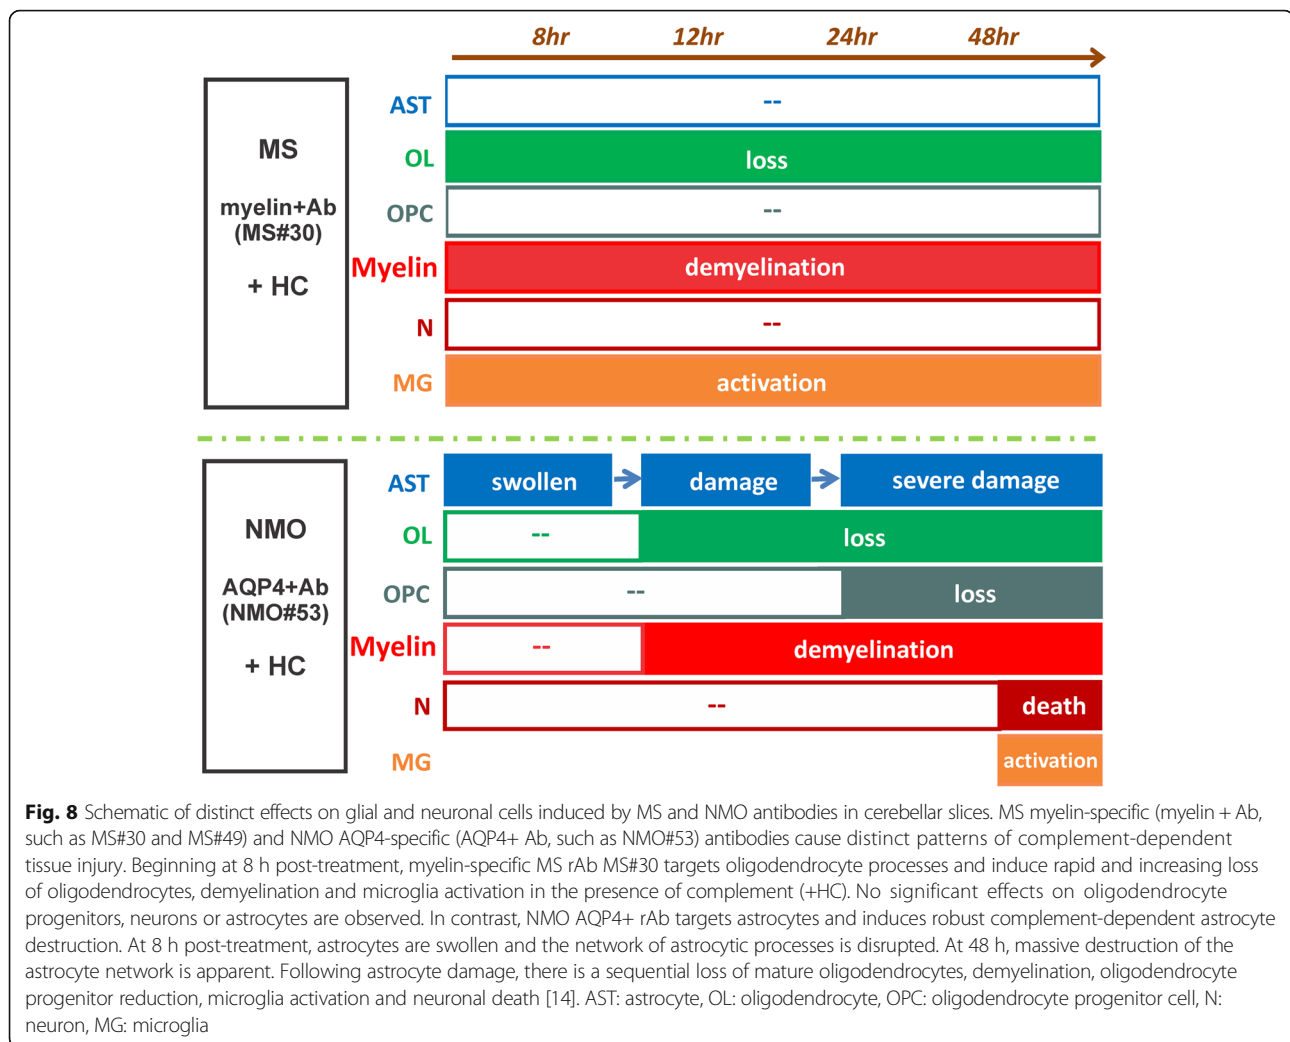 8hr 12hr 24hr 48hr
MS
myelin+Ab
(MS#30)
+ HC
AST --
OL loss
OPC --
Myelin demyelination
N --
MG activation
NMO
AQP4+Ab
(NMO#53)
+ HC
AST swollen damage severe damage
OL -- loss
OPC -- loss
Myelin -- demyelination
N -- death
MG activation
Fig. 8 Schematic of distinct effects on glial and neuronal cells induced by MS and NMO antibodies in cerebellar slices. MS myelin-specific (myelin + Ab,
such as MS#30 and MS#49) and NMO AQP4-specific (AQP4+ Ab, such as NMO#53) antibodies cause distinct patterns of complement-dependent
tissue injury. Beginning at 8 h post-treatment, myelin-specific MS rAb MS#30 targets oligodendrocyte processes and induce rapid and increasing loss
of oligodendrocytes, demyelination and microglia activation in the presence of complement (+HC). No significant effects on oligodendrocyte
progenitors, neurons or astrocytes are observed. In contrast, NMO AQP4+ rAb targets astrocytes and induces robust complement-dependent astrocyte
destruction. At 8 h post-treatment, astrocytes are swollen and the network of astrocytic processes is disrupted. At 48 h, massive destruction of the
astrocyte network is apparent. Following astrocyte damage, there is a sequential loss of mature oligodendrocytes, demyelination, oligodendrocyte
progenitor reduction, microglia activation and neuronal death [14]. AST: astrocyte, OL: oligodendrocyte, OPC: oligodendrocyte progenitor cell, N:
neuron, MG: microglia